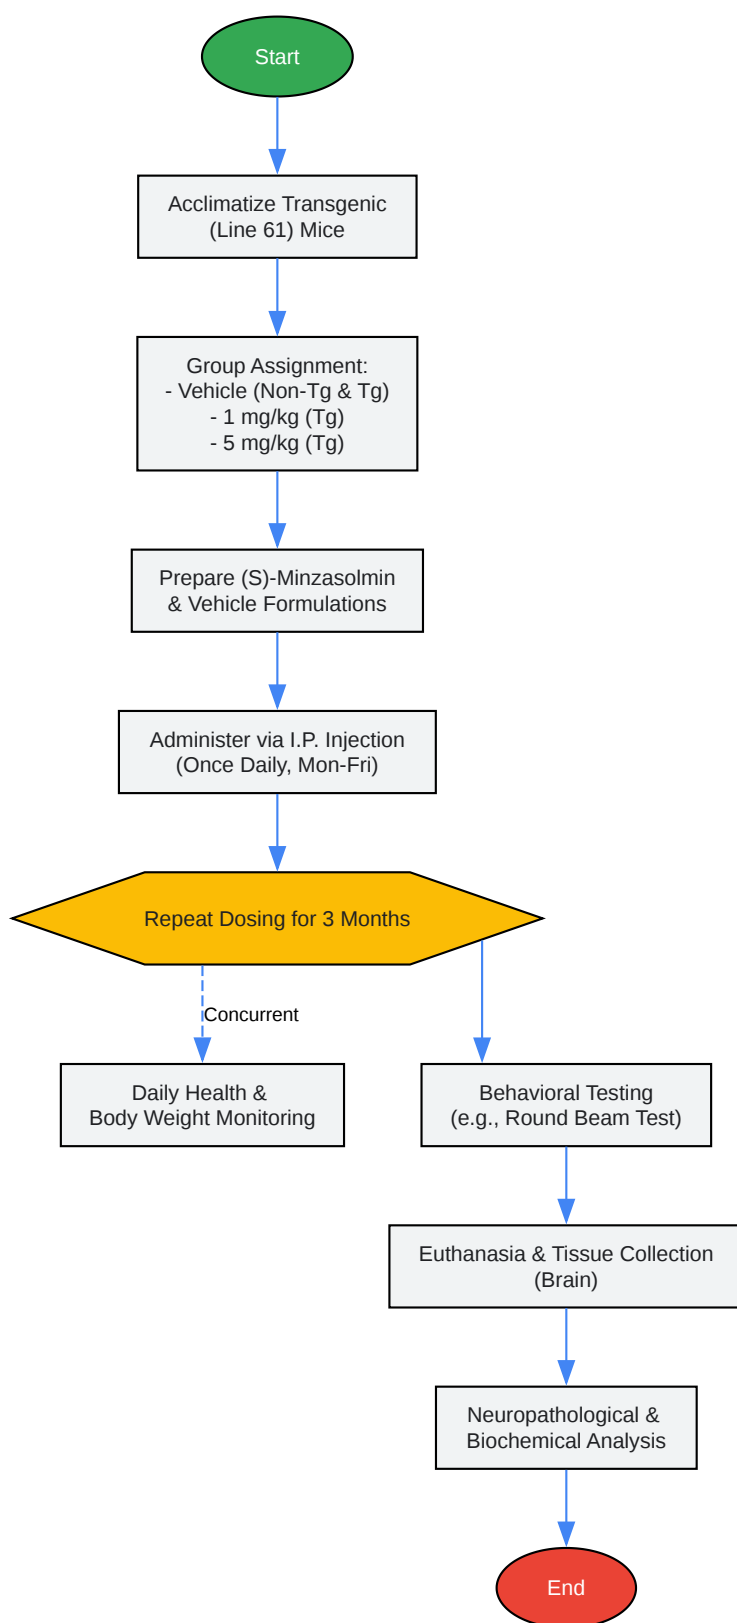 Start
Acclimatize Transgenic
(Line 61) Mice
Group Assignment:
- Vehicle (Non-Tg & Tg)
- 1 mg/kg (Tg)
- 5 mg/kg (Tg)
Prepare (S)-Minzasolmin
& Vehicle Formulations
Administer via I.P. Injection
(Once Daily, Mon-Fri)
Repeat Dosing for 3 Months
Concurrent
Daily Health &
Body Weight Monitoring
Behavioral Testing
(e.g., Round Beam Test)
Euthanasia & Tissue Collection
(Brain)
Neuropathological &
Biochemical Analysis
End